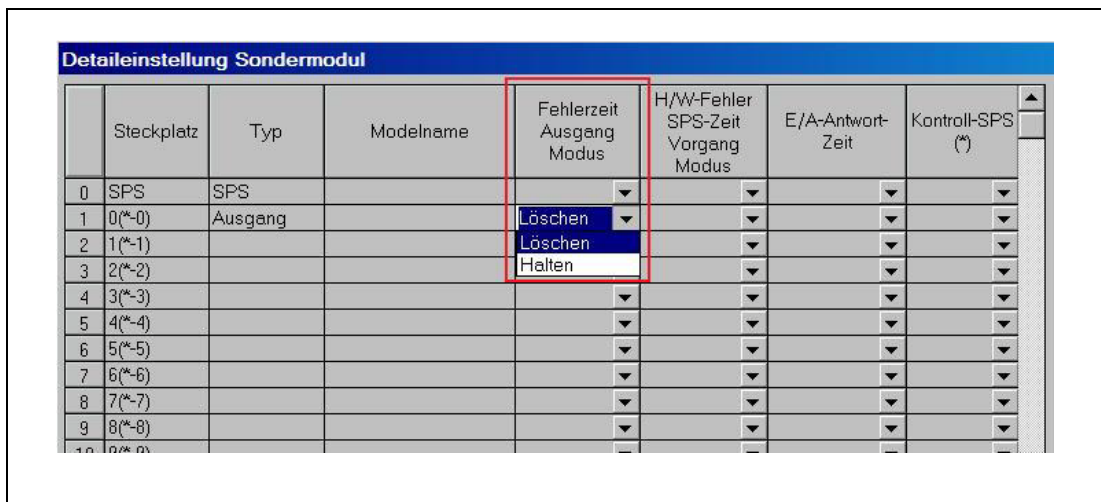 Detaileinstellung Sondermodul
Steckplatz Typ Modelname Fehlerzeit Ausgang Modus H/W-Fehler SPS-Zeit Vorgang Modus E/A-Antwort-Zeit Kontroll-SPS (*)
0 SPS SPS
1 0(*-0) Ausgang Löschen
2 1(*-1) Löschen
3 2(*-2) Halten
4 3(*-3)
5 4(*-4)
6 5(*-5)
7 6(*-6)
8 7(*-7)
9 8(*-8)